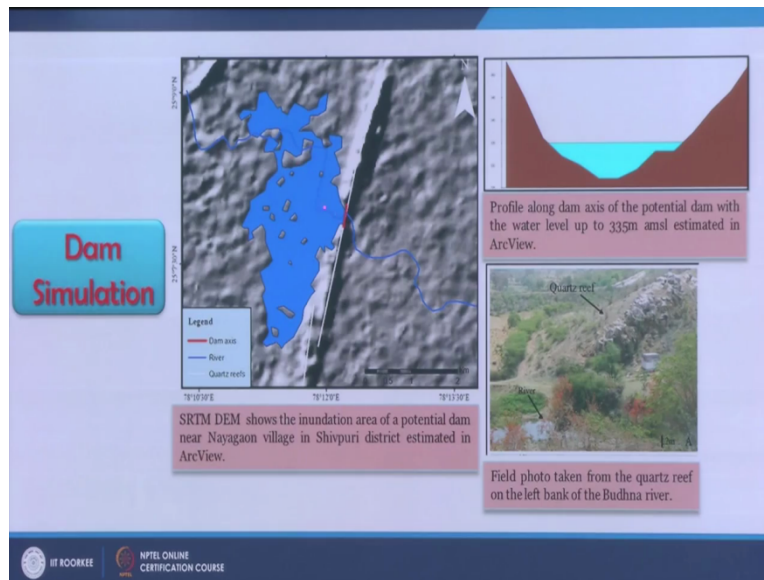 Dam
Simulation
N
25°9'0"N
25°7'30"N
Legend
Dam axis
River
Quartz reefs
78°10'30"E
78°12'0"E
78°13'30"E
SRTM DEM shows the inundation area of a potential dam
near Nayagaon village in Shivpuri district estimated in
ArcView.
Profile along dam axis of the potential dam with
the water level up to 335m amsl estimated in
ArcView.
Quartz reef
River
Field photo taken from the quartz reef
on the left bank of the Budhna river.
IIT ROORKEE
NPTEL ONLINE
CERTIFICATION COURSE